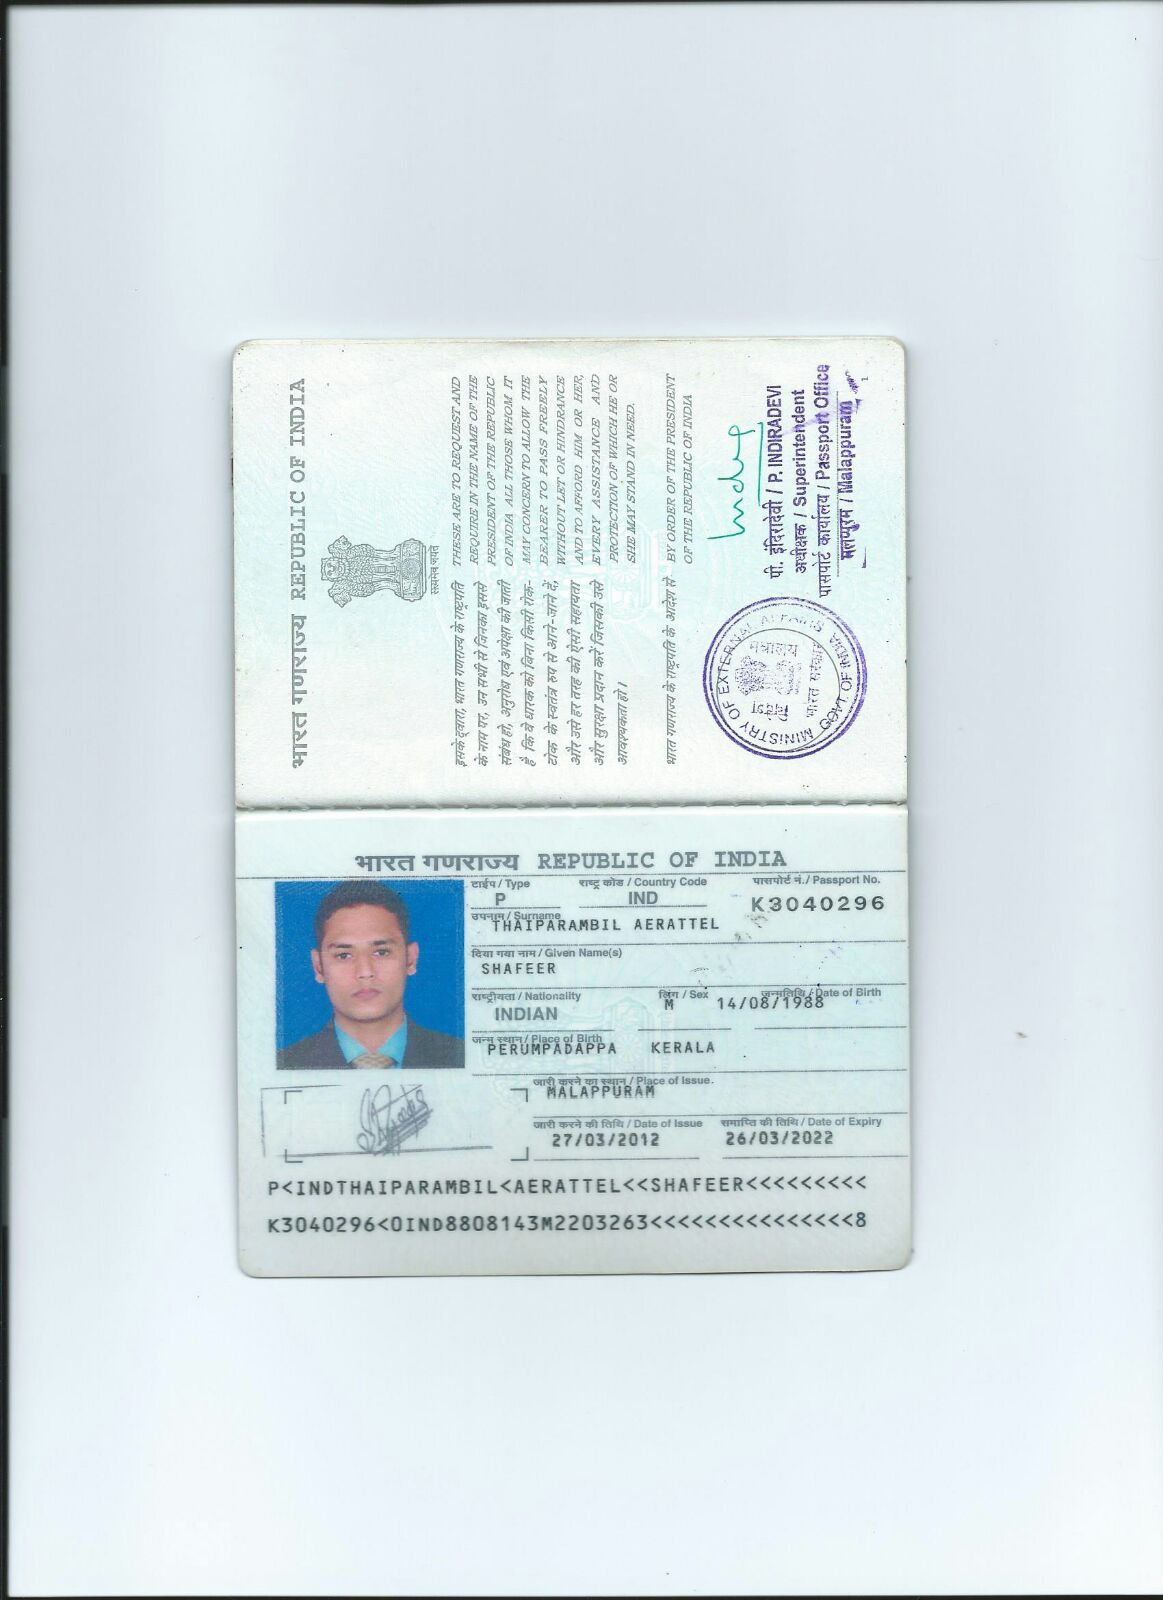 भारत गणराज्य REPUBLIC OF INDIA
सत्यमेव जयते
इसके द्वारा, भारत गणराज्य के राष्ट्रपति
के नाम पर, उन सभी से जिनका इससे
संबंध हो, अनुरोध एवं अपेक्षा की जाती
है कि वे धारक को बिना किसी रोक-
टोक के स्वतंत्र रूप से आने-जाने दें,
और उसे हर तरह की ऐसी सहायता
और सुरक्षा प्रदान करें जिसकी उसे
आवश्यकता हो।
THESE ARE TO REQUEST AND
REQUIRE IN THE NAME OF THE
PRESIDENT OF THE REPUBLIC
OF INDIA ALL THOSE WHOM IT
MAY CONCERN TO ALLOW THE
BEARER TO PASS FREELY
WITHOUT LET OR HINDRANCE
AND TO AFFORD HIM OR HER,
EVERY ASSISTANCE AND
PROTECTION OF WHICH HE OR
SHE MAY STAND IN NEED.
भारत गणराज्य के राष्ट्रपति के आदेश से
BY ORDER OF THE PRESIDENT
OF THE REPUBLIC OF INDIA
MINISTRY OF EXTERNAL AFFAIRS
GOVT OF INDIA
विदेश मंत्रालय
भारत सरकार
पी. इंदिरादेवी / P. INDIRADEVI
अधीक्षक / Superintendent
पासपोर्ट कार्यालय / Passport Office
मलप्पुरम / Malappuram
1
भारत गणराज्य REPUBLIC OF INDIA
टाईप / Type राष्ट्र कोड / Country Code पासपोर्ट नं. / Passport No.
P IND K3040296
उपनाम / Surname
THAIPARAMBIL AERATTEL
दिया गया नाम / Given Name(s)
SHAFEER
राष्ट्रीयता / Nationality लिंग / Sex जन्मतिथि / Date of Birth
INDIAN M 14/08/1988
जन्म स्थान / Place of Birth
PERUMPADAPPA KERALA
जारी करने का स्थान / Place of Issue.
MALAPPURAM
जारी करने की तिथि / Date of Issue समाप्ति की तिथि / Date of Expiry
27/03/2012 26/03/2022
P<INDTHAIPARAMBIL<AERATTEL<<SHAFEER<<<<<<<<<
K3040296<0IND8808143M2203263<<<<<<<<<<<<<<<8